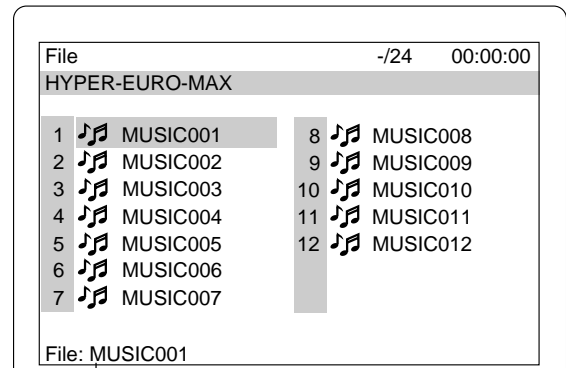 File -/24 00:00:00
HYPER-EURO-MAX
1 MUSIC001
2 MUSIC002
3 MUSIC003
4 MUSIC004
5 MUSIC005
6 MUSIC006
7 MUSIC007
8 MUSIC008
9 MUSIC009
10 MUSIC010
11 MUSIC011
12 MUSIC012
File: MUSIC001